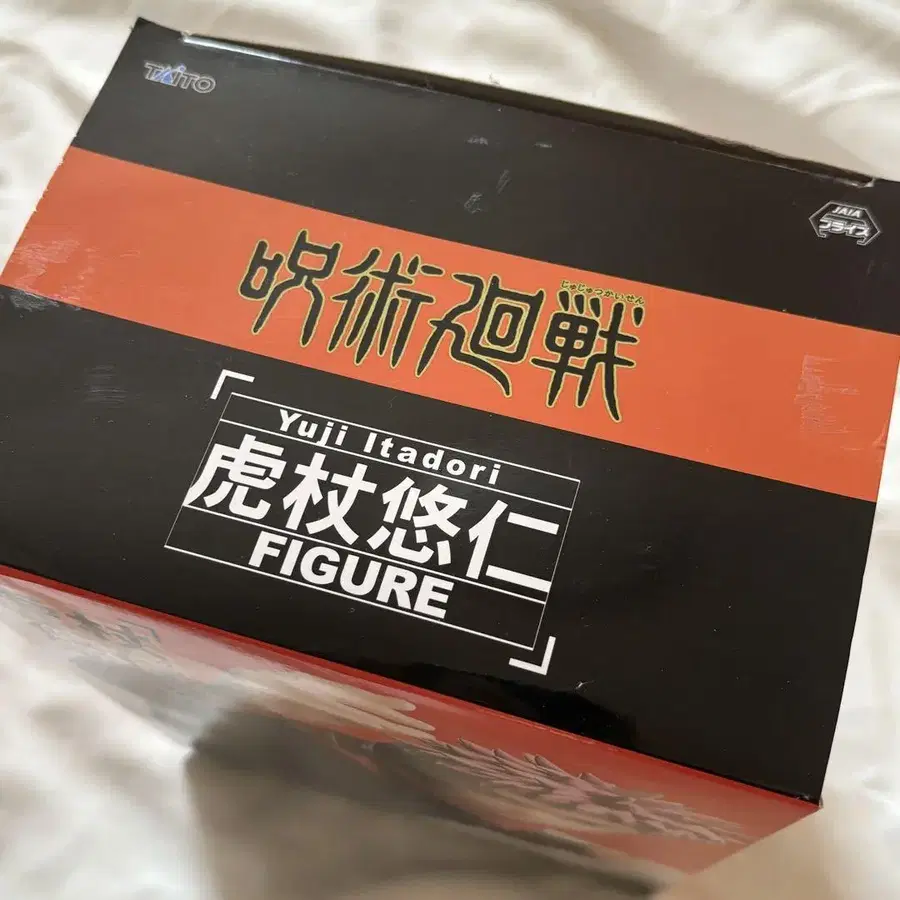 TAITO
JAIA
プライズ
じゅじゅつかいせん
呪術廻戦
Yuji Itadori
虎杖悠仁
FIGURE